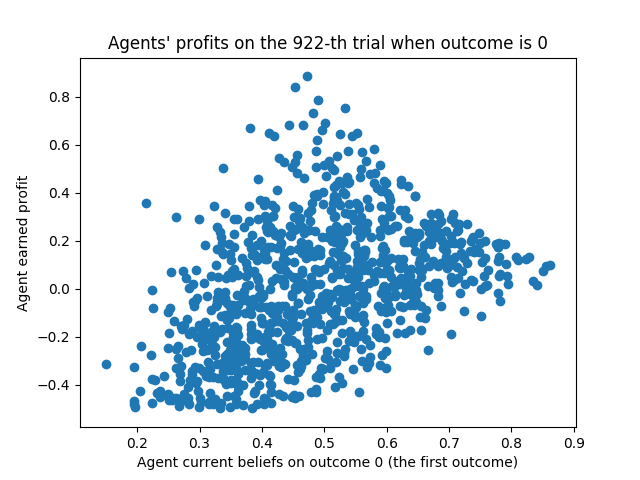 Agents' profits on the 922-th trial when outcome is 0
Agent earned profit
0.8
0.6
0.4
0.2
0.0
−0.2
−0.4
0.2 0.3 0.4 0.5 0.6 0.7 0.8 0.9
Agent current beliefs on outcome 0 (the first outcome)